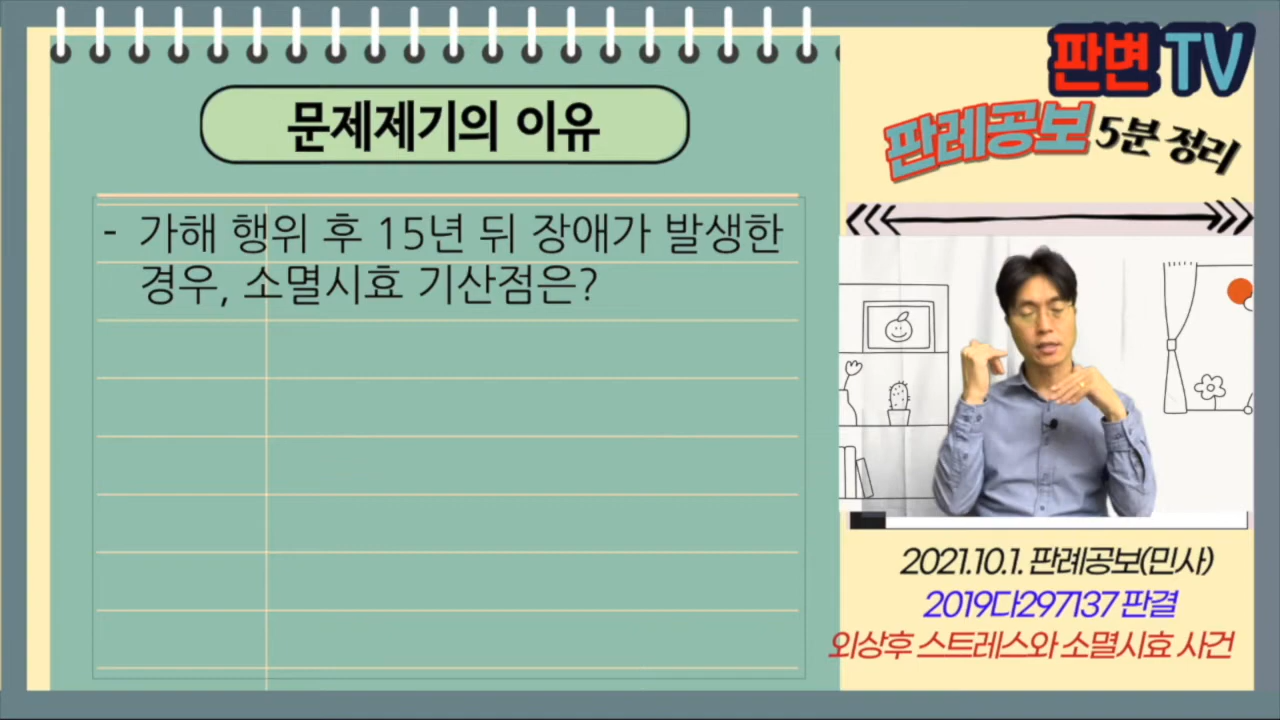 판변 TV
판례공보 5분 정리
문제제기의 이유
- 가해 행위 후 15년 뒤 장애가 발생한
경우, 소멸시효 기산점은?
2021.10.1. 판례공보(민사)
2019다297137 판결
외상후 스트레스와 소멸시효 사건